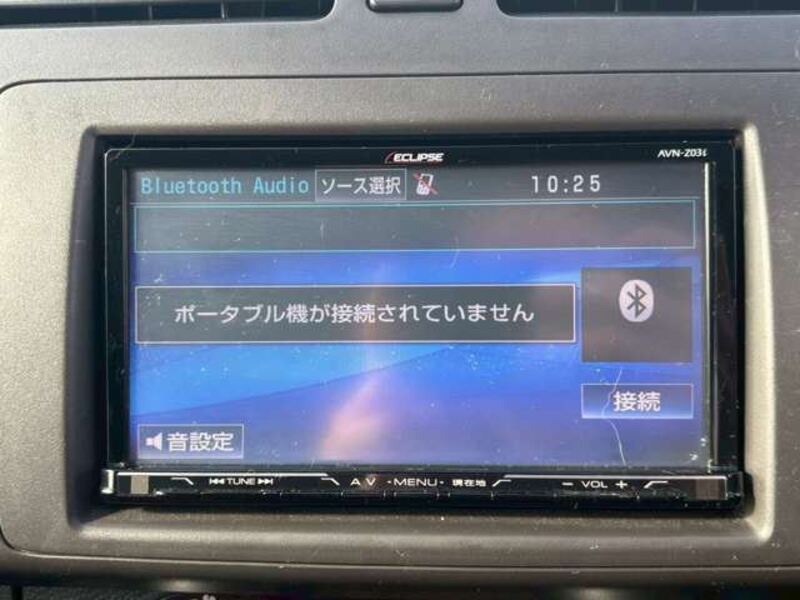 ECLIPSE
AVN-Z03i
Bluetooth Audio ソース選択 10:25
ポータブル機が接続されていません
接続
音設定
TUNE AV MENU 現在地 － VOL ＋